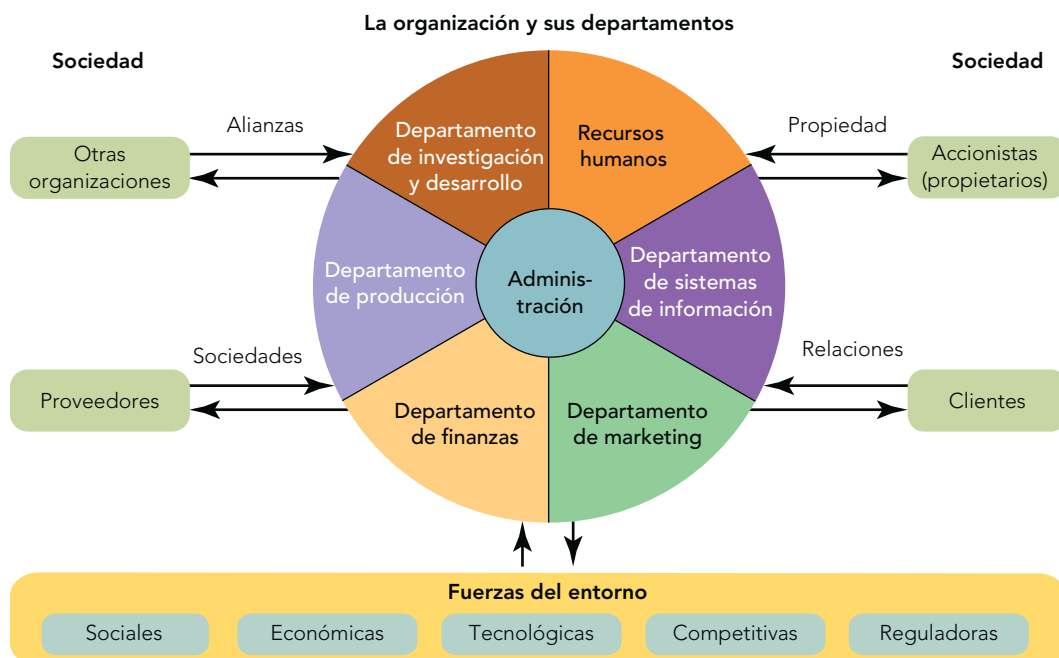 La organización y sus departamentos
Sociedad
Sociedad
Alianzas
Otras
organizaciones
Departamento
de investigación
y desarrollo
Recursos
humanos
Propiedad
Accionistas
(propietarios)
Departamento
de producción
Adminis-
tración
Departamento
de sistemas
de información
Sociedades
Proveedores
Departamento
de finanzas
Departamento
de marketing
Relaciones
Clientes
Fuerzas del entorno
Sociales
Económicas
Tecnológicas
Competitivas
Reguladoras